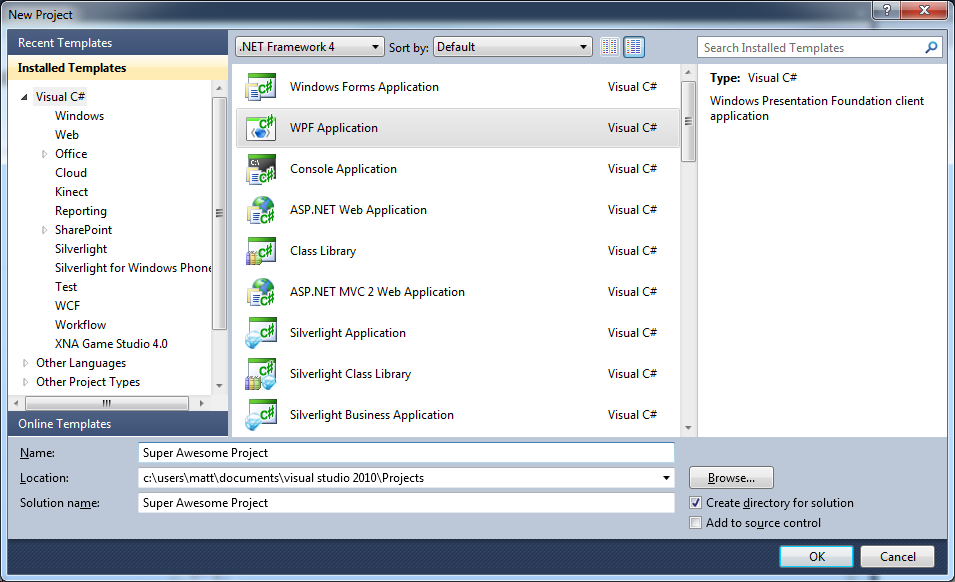 New Project
Recent Templates
Installed Templates
Visual C#
Windows
Web
Office
Cloud
Kinect
Reporting
SharePoint
Silverlight
Silverlight for Windows Phone
Test
WCF
Workflow
XNA Game Studio 4.0
Other Languages
Other Project Types
Online Templates
.NET Framework 4 Sort by: Default
Windows Forms Application Visual C#
WPF Application Visual C#
Console Application Visual C#
ASP.NET Web Application Visual C#
Class Library Visual C#
ASP.NET MVC 2 Web Application Visual C#
Silverlight Application Visual C#
Silverlight Class Library Visual C#
Silverlight Business Application Visual C#
Search Installed Templates
Type: Visual C#
Windows Presentation Foundation client
application
Name: Super Awesome Project
Location: c:\users\matt\documents\visual studio 2010\Projects
Browse...
Solution name: Super Awesome Project
Create directory for solution
Add to source control
OK Cancel